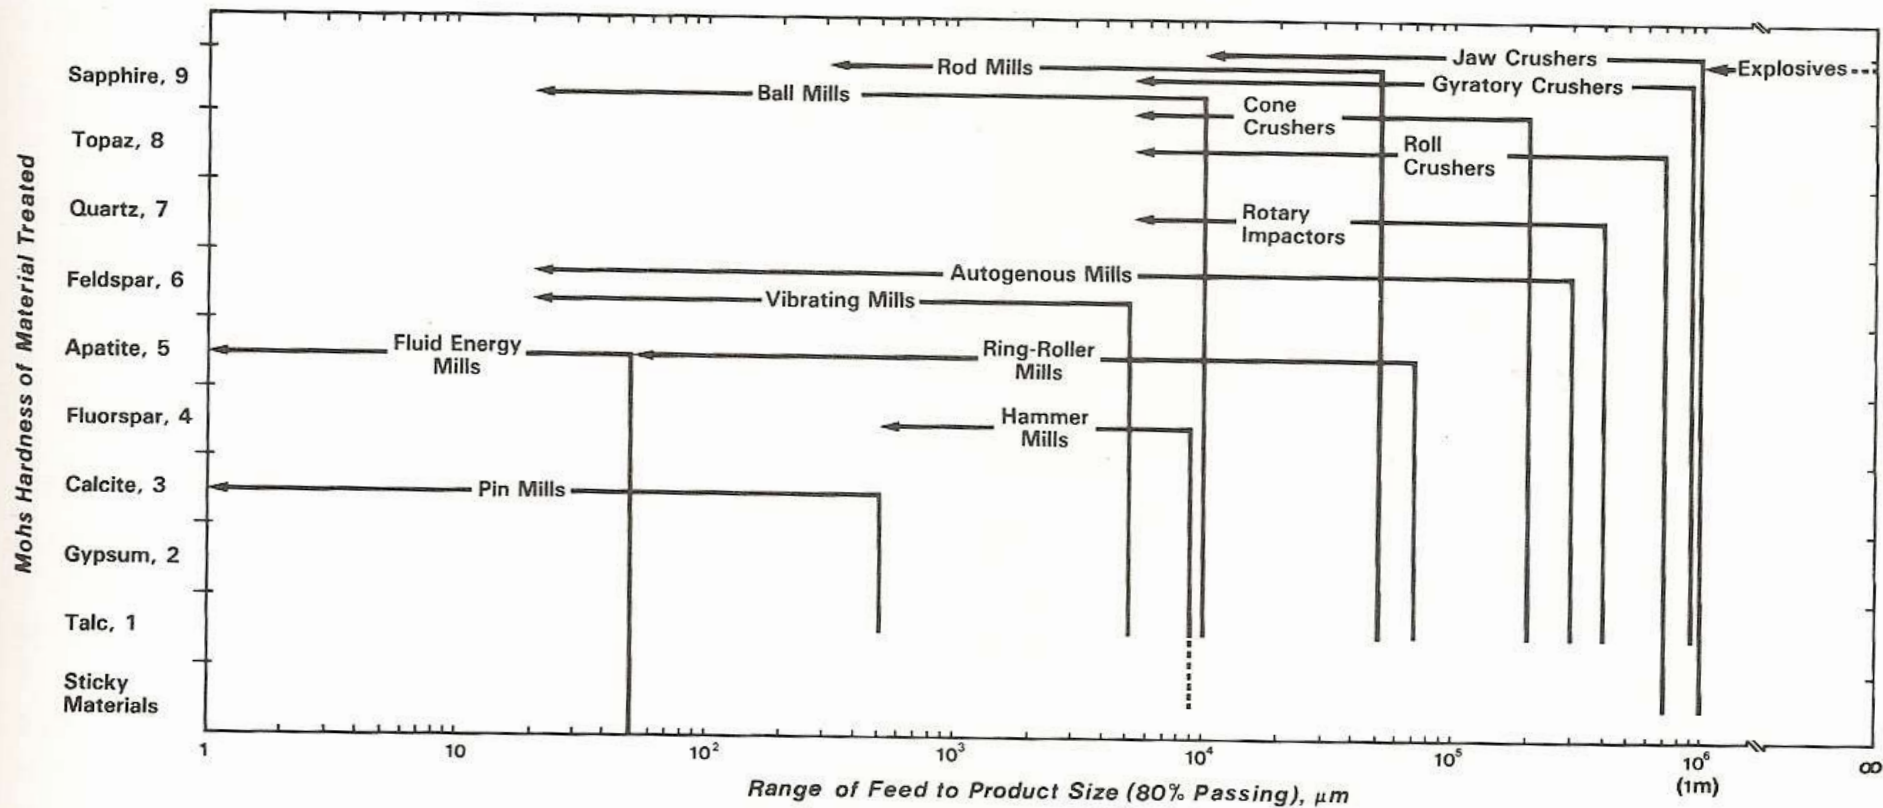 Mohs Hardness of Material Treated
Sapphire, 9
Topaz, 8
Quartz, 7
Feldspar, 6
Apatite, 5
Fluorspar, 4
Calcite, 3
Gypsum, 2
Talc, 1
Sticky
Materials
Jaw Crushers
Explosives
Rod Mills
Gyratory Crushers
Ball Mills
Cone
Crushers
Roll
Crushers
Rotary
Impactors
Autogenous Mills
Vibrating Mills
Fluid Energy
Mills
Ring-Roller
Mills
Hammer
Mills
Pin Mills
1 10 10² 10³ 10⁴ 10⁵ 10⁶ ∞
(1m)
Range of Feed to Product Size (80% Passing), μm